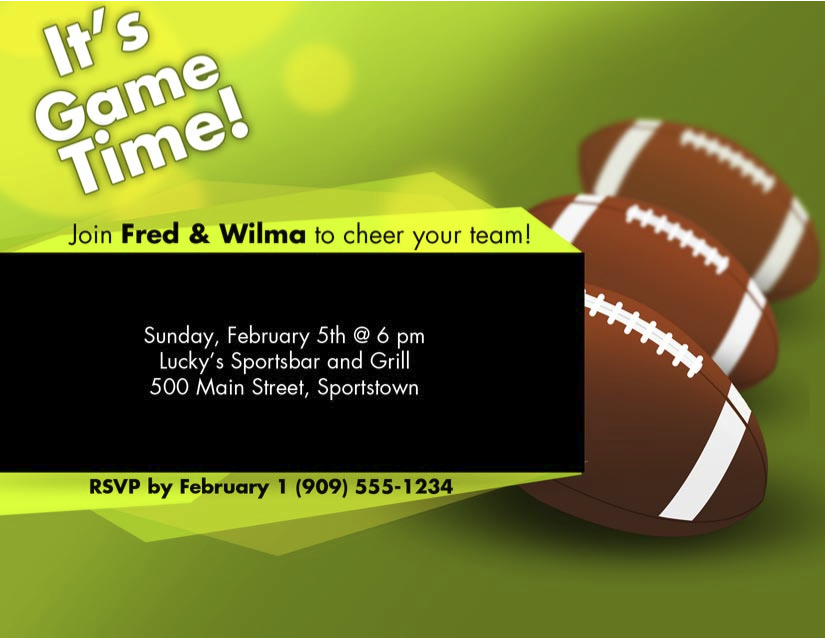 It's
Game
Time!
Join Fred & Wilma to cheer your team!
Sunday, February 5th @ 6 pm
Lucky's Sportsbar and Grill
500 Main Street, Sportstown
RSVP by February 1 (909) 555-1234